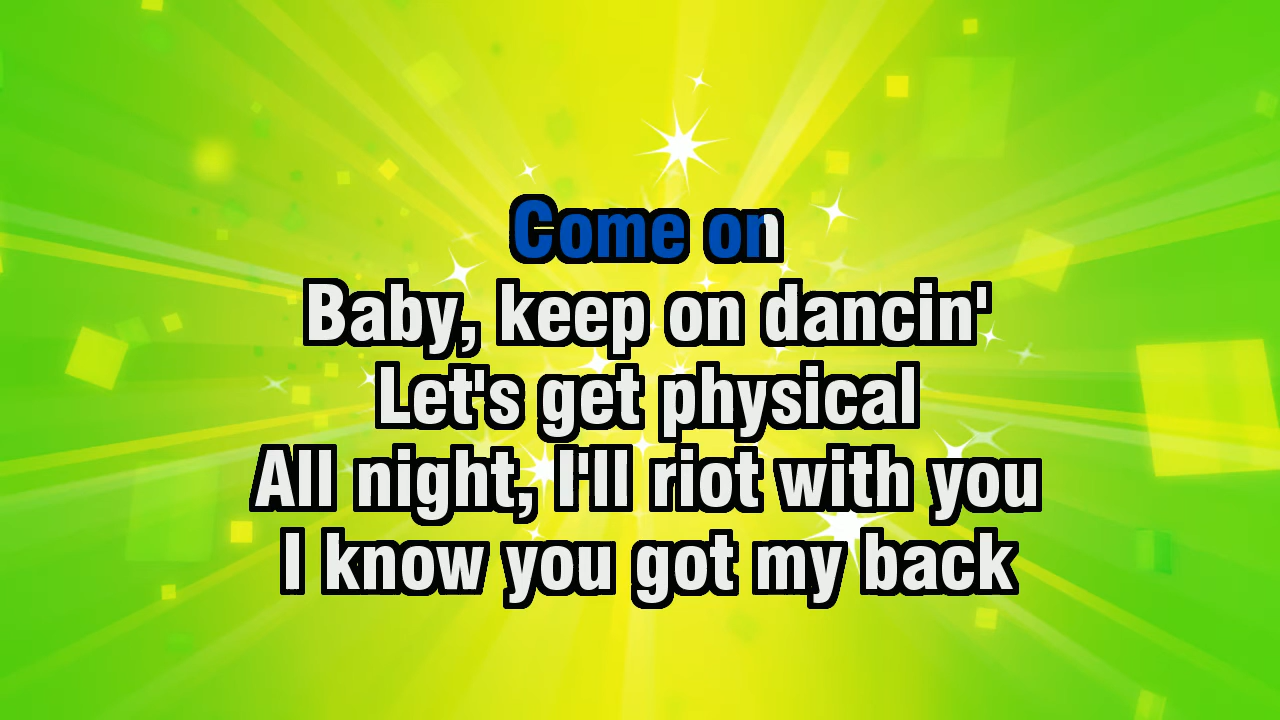 Come on
Baby, keep on dancin'
Let's get physical
All night, I'll riot with you
I know you got my back